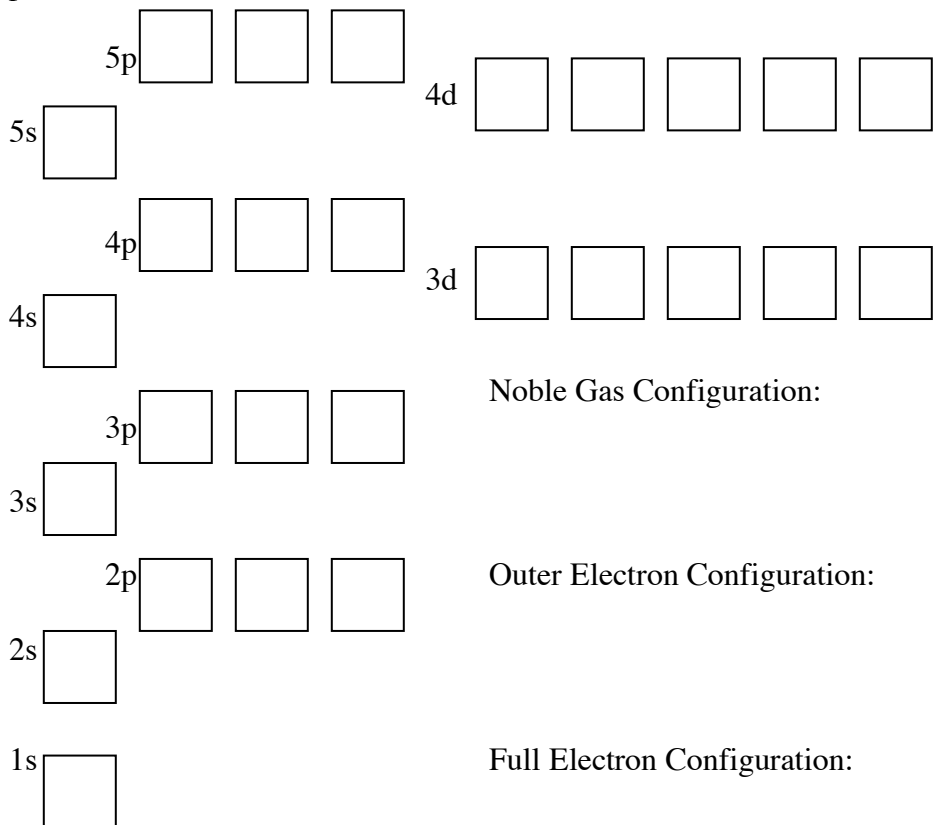 5p
4d
5s
4p
3d
4s
Noble Gas Configuration:
3p
3s
2p
Outer Electron Configuration:
2s
1s
Full Electron Configuration: